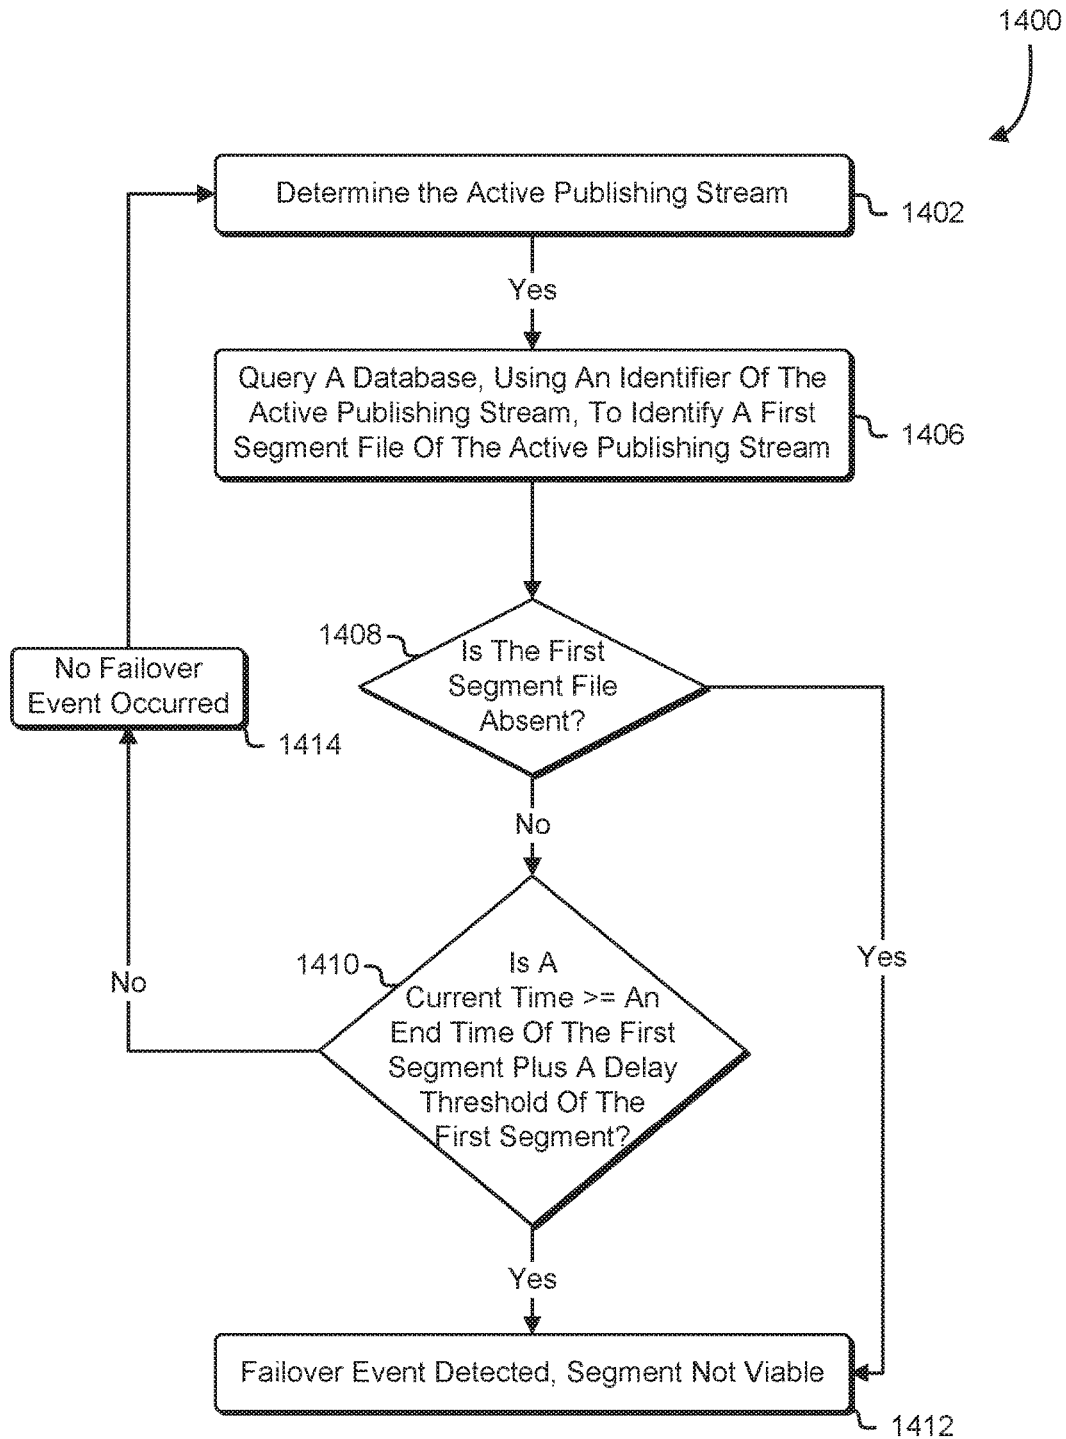 1400
Determine the Active Publishing Stream
1402
Yes
Query A Database, Using An Identifier Of The
Active Publishing Stream, To Identify A First
Segment File Of The Active Publishing Stream
1406
1408
Is The First
Segment File
Absent?
No Failover
Event Occurred
1414
No
Yes
1410
Is A
Current Time >= An
End Time Of The First
Segment Plus A Delay
Threshold Of The
First Segment?
No
Yes
Failover Event Detected, Segment Not Viable
1412